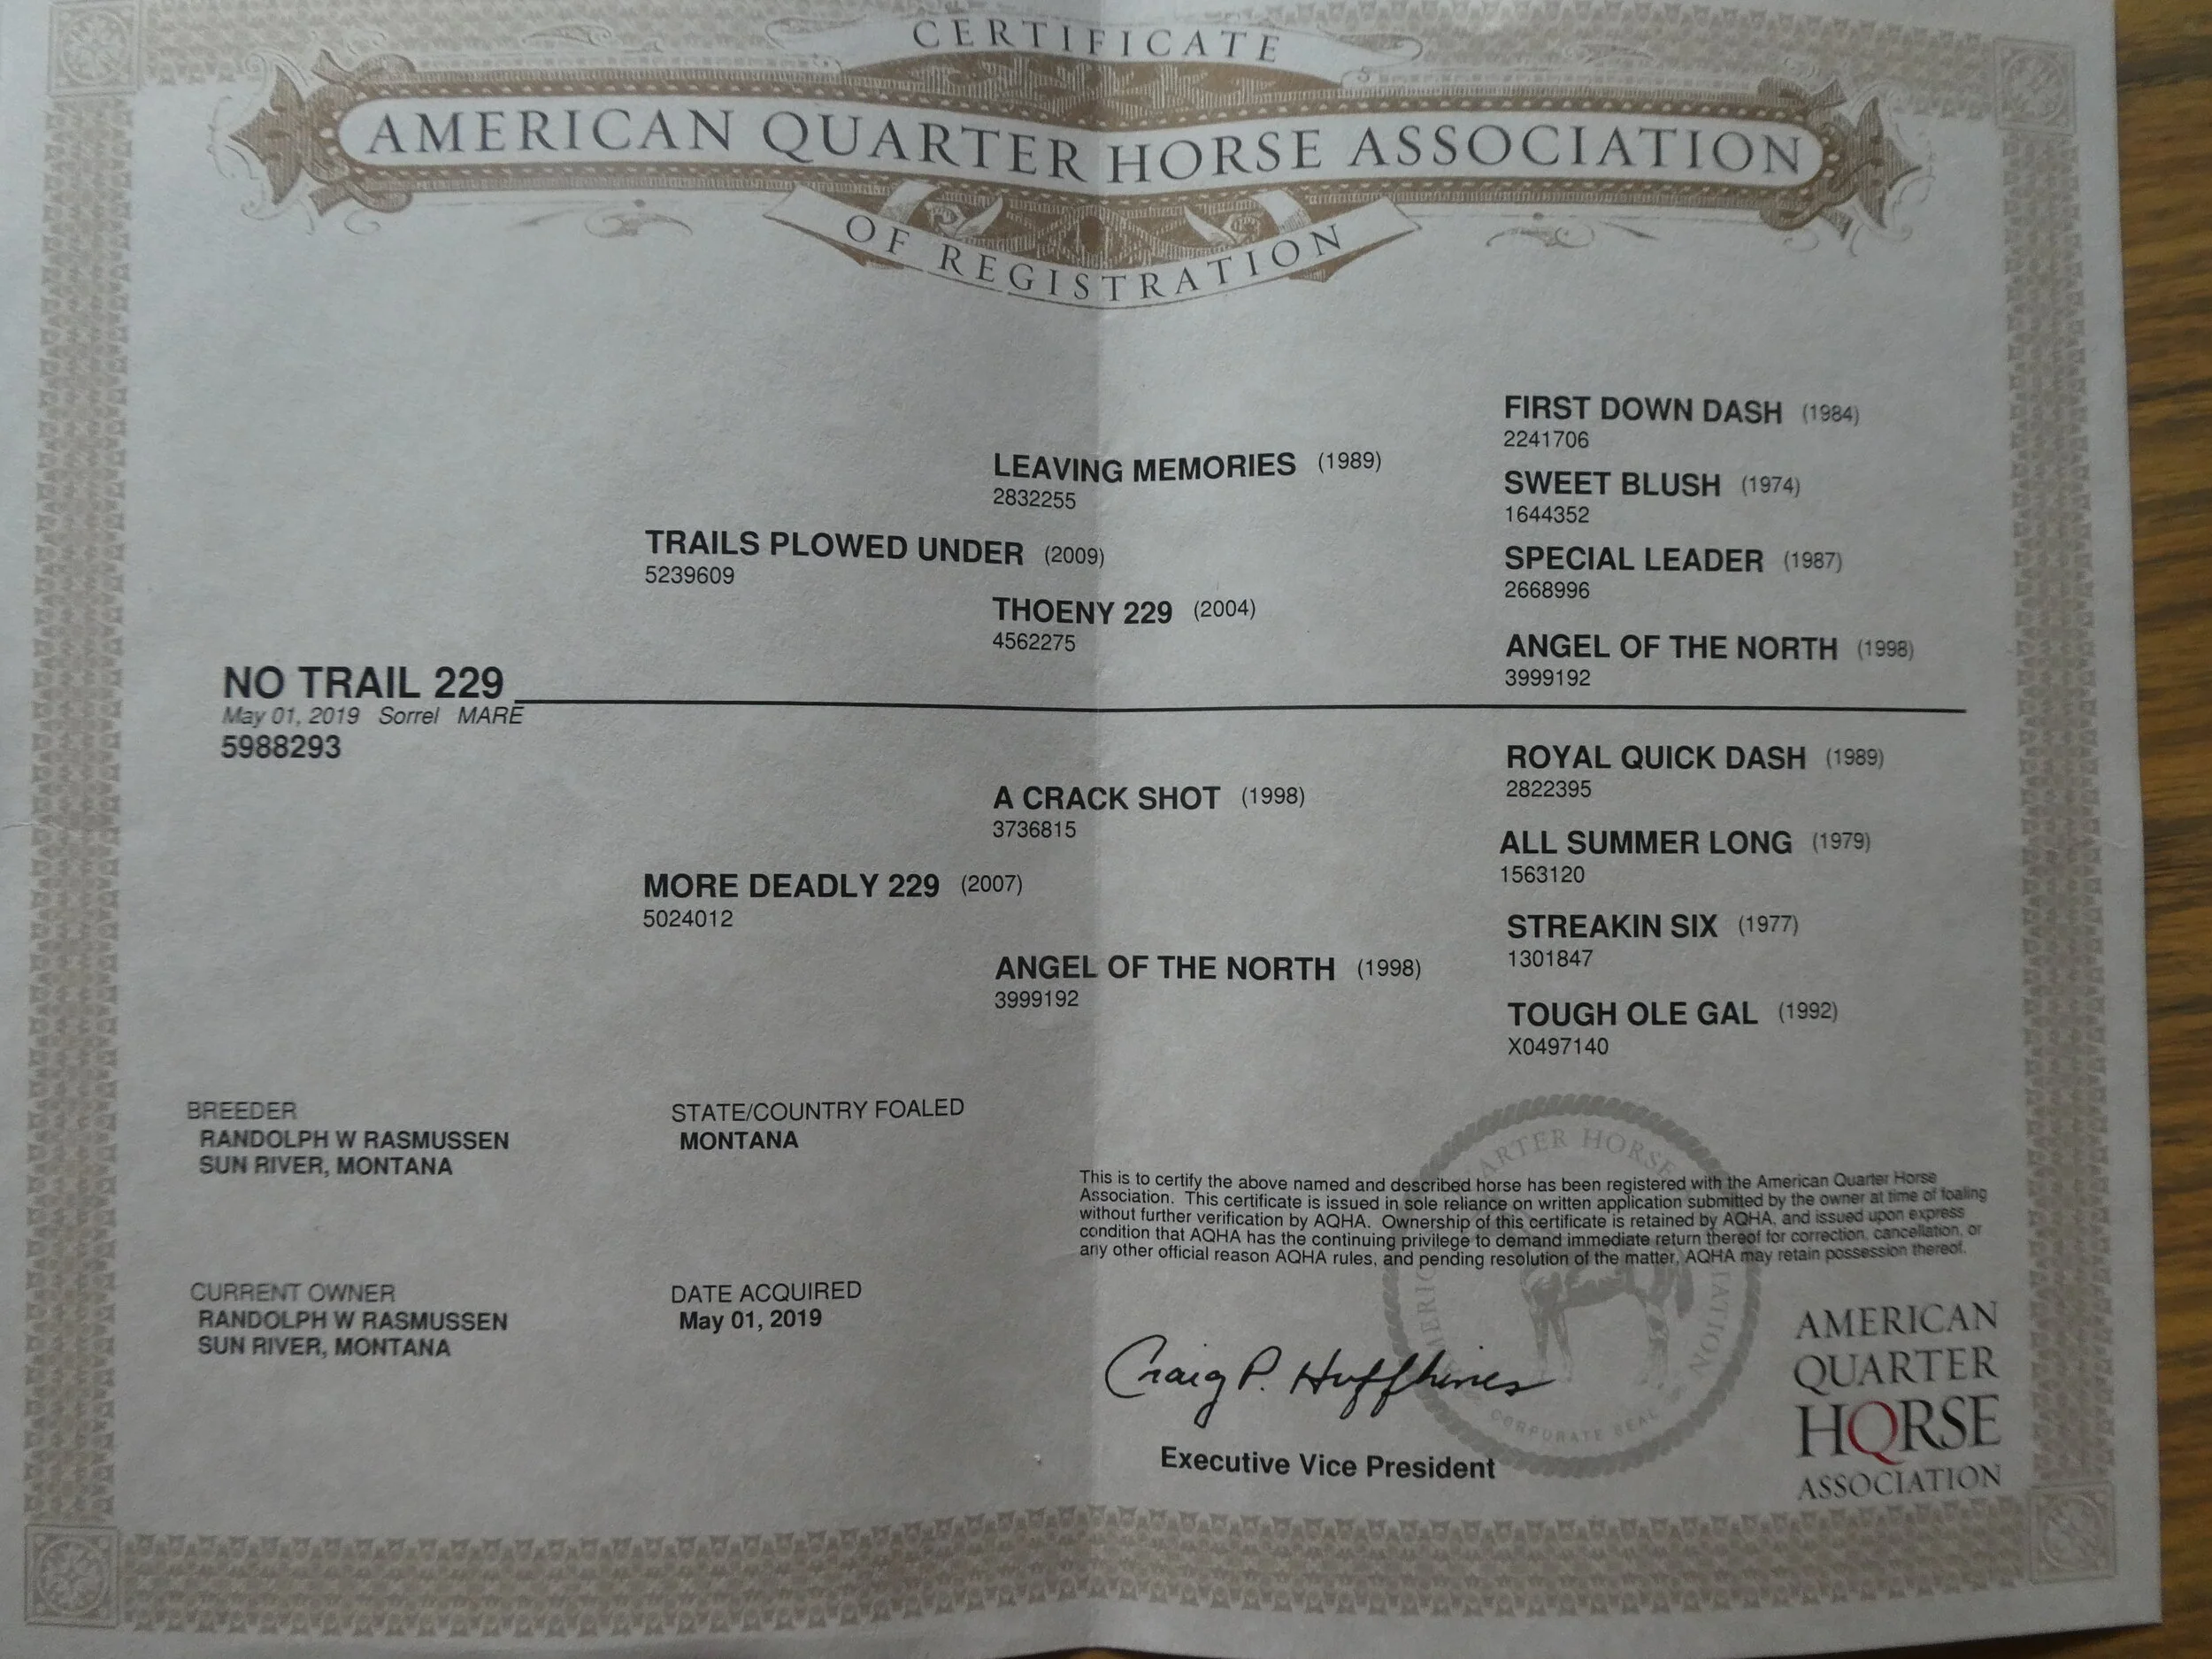 CERTIFICATE
AMERICAN QUARTER HORSE ASSOCIATION
OF REGISTRATION
FIRST DOWN DASH (1984)
2241706
LEAVING MEMORIES (1989)
2832255
SWEET BLUSH (1974)
1644352
TRAILS PLOWED UNDER (2009)
5239609
SPECIAL LEADER (1987)
2668996
THOENY 229 (2004)
4562275
ANGEL OF THE NORTH (1998)
3999192
NO TRAIL 229
May 01, 2019 Sorrel MARE
5988293
ROYAL QUICK DASH (1989)
2822395
A CRACK SHOT (1998)
3736815
ALL SUMMER LONG (1979)
1563120
MORE DEADLY 229 (2007)
5024012
STREAKIN SIX (1977)
1301847
ANGEL OF THE NORTH (1998)
3999192
TOUGH OLE GAL (1992)
X0497140
BREEDER
RANDOLPH W RASMUSSEN
SUN RIVER, MONTANA
STATE/COUNTRY FOALED
MONTANA
This is to certify the above named and described horse has been registered with the American Quarter Horse
Association. This certificate is issued in sole reliance on written application submitted by the owner at time of foaling
without further verification by AQHA. Ownership of this certificate is retained by AQHA, and issued upon express
condition that AQHA has the continuing privilege to demand immediate return thereof for correction, cancellation, or
any other official reason AQHA rules, and pending resolution of the matter, AQHA may retain possession thereof.
CURRENT OWNER
RANDOLPH W RASMUSSEN
SUN RIVER, MONTANA
DATE ACQUIRED
May 01, 2019
Craig P. Huffhines
Executive Vice President
QUARTER HORSE
CORPORATE SEAL
AMERICAN
QUARTER
HORSE
ASSOCIATION